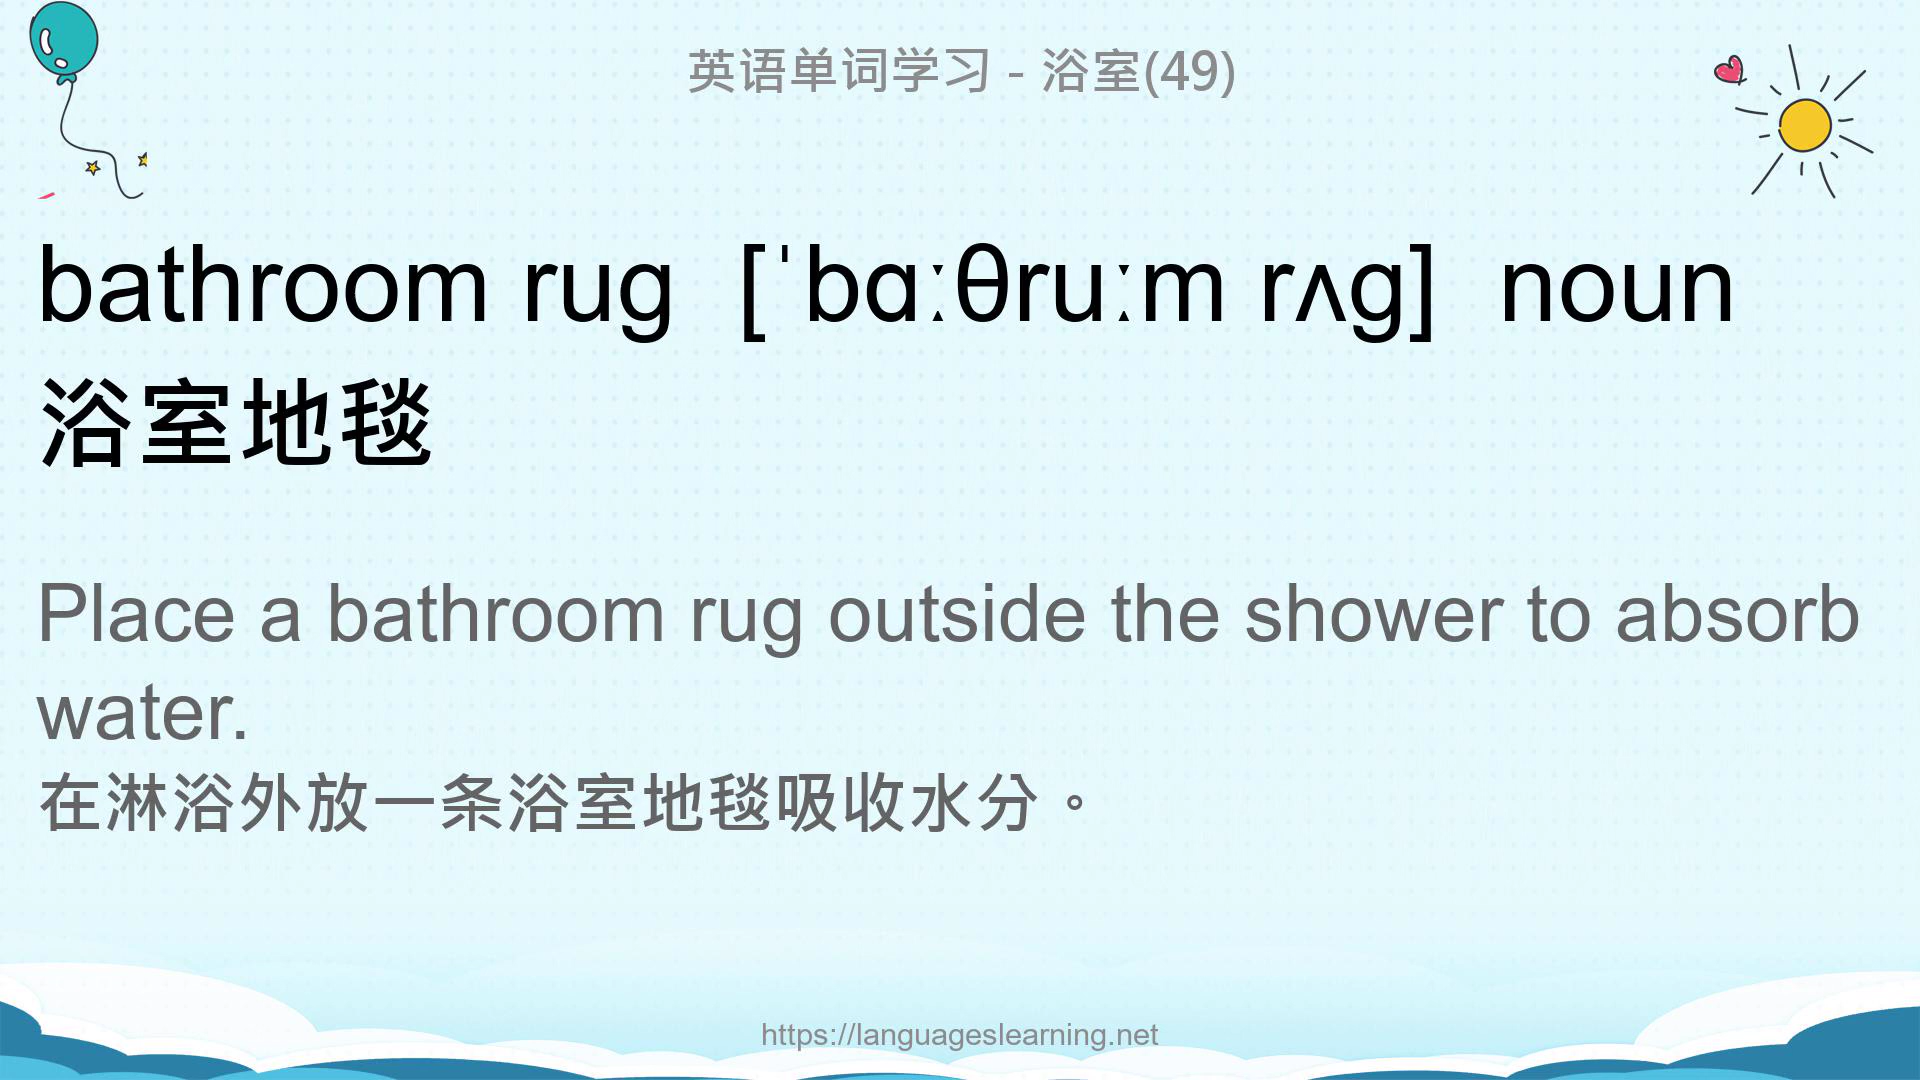 英语单词学习 - 浴室(49)
bathroom rug  [ˈbɑːθruːm rʌg]  noun
浴室地毯
Place a bathroom rug outside the shower to absorb
water.
在淋浴外放一条浴室地毯吸收水分。
https://languageslearning.net